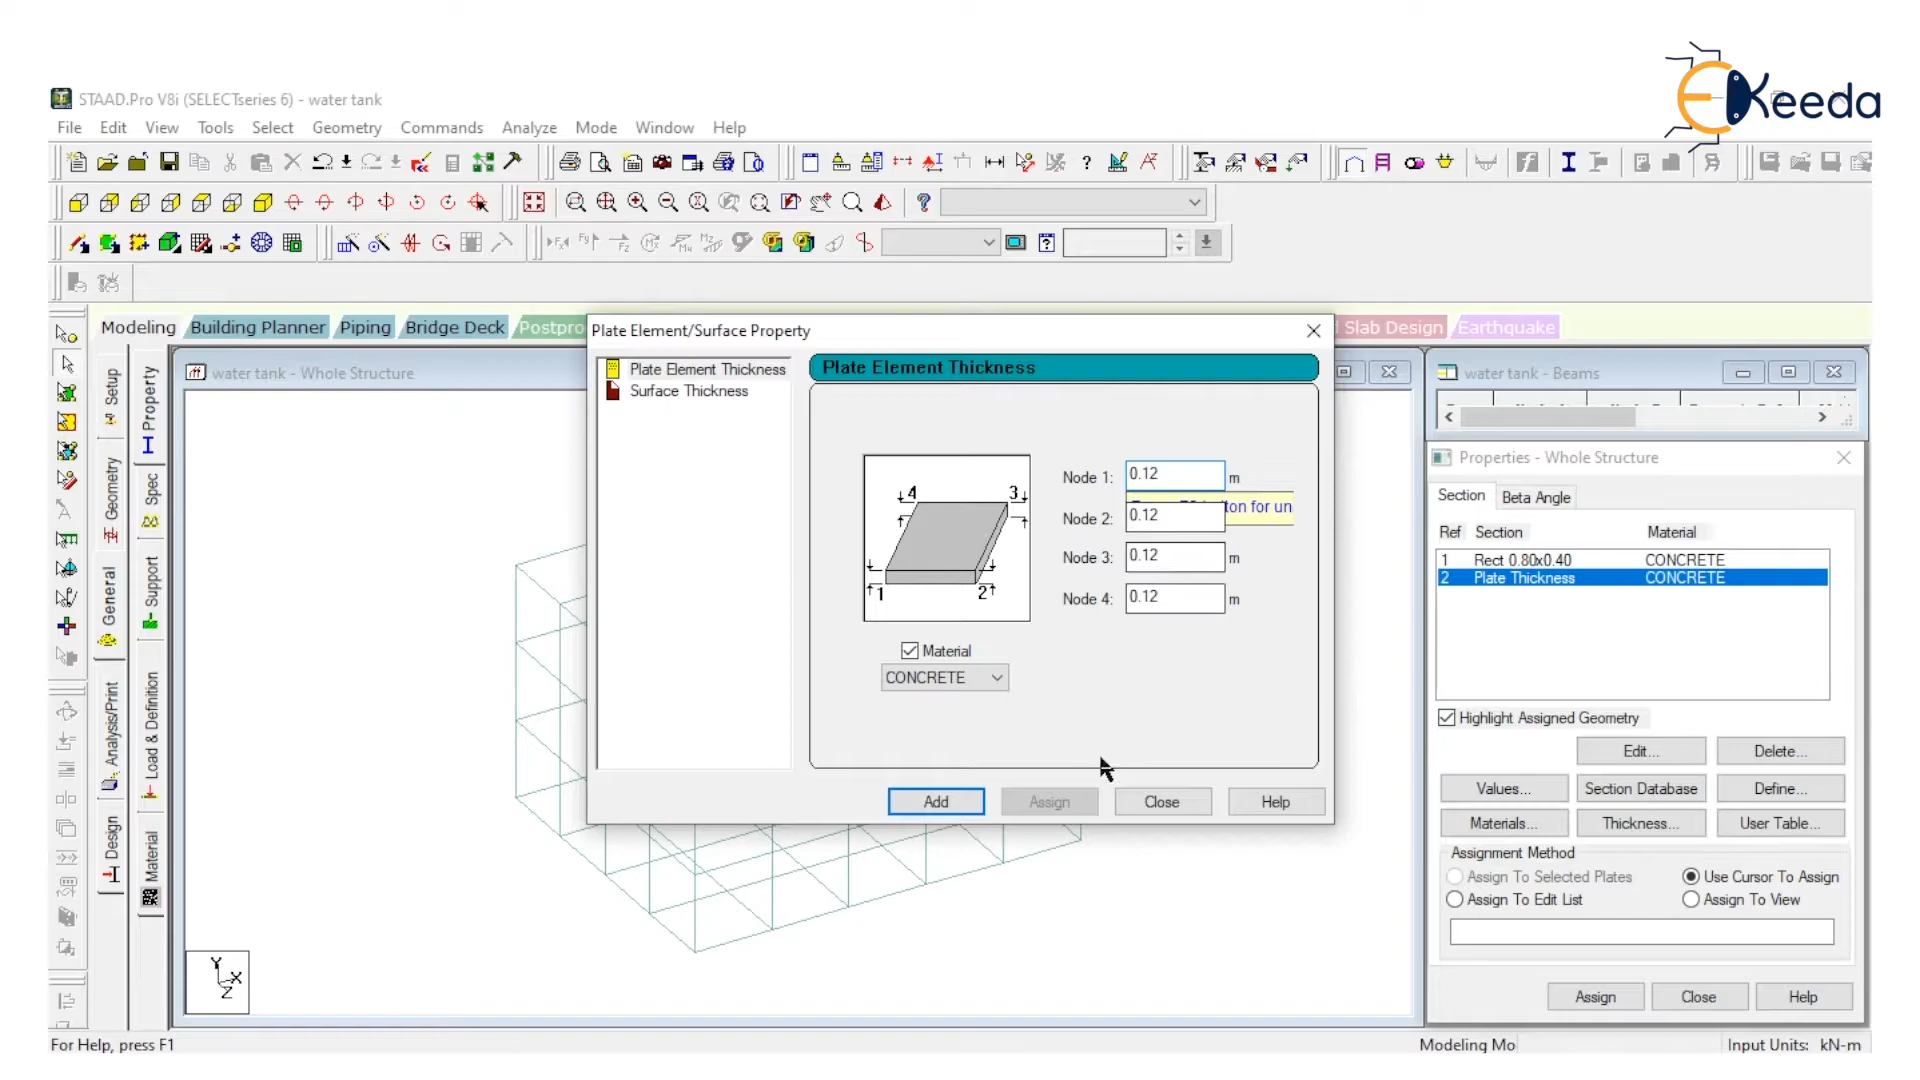 EKeeda
STAAD.Pro V8i (SELECTseries 6) - water tank
File Edit View Tools Select Geometry Commands Analyze Mode Window Help
Modeling Building Planner Piping Bridge Deck Postpro Slab Design Earthquake
Plate Element/Surface Property
Plate Element Thickness
Surface Thickness
Plate Element Thickness
4 3
1 2
Node 1: 0.12 m
ton for un
Node 2: 0.12
Node 3: 0.12 m
Node 4: 0.12 m
Material
CONCRETE
Add Assign Close Help
water tank - Whole Structure
Setup
Geometry
General
Analysis/Print
Design
Property
Spec
Support
Load & Definition
Material
Y
X
Z
water tank - Beams
Properties - Whole Structure
Section Beta Angle
Ref Section Material
1 Rect 0.80x0.40 CONCRETE
2 Plate Thickness CONCRETE
Highlight Assigned Geometry
Edit... Delete...
Values... Section Database Define...
Materials... Thickness... User Table...
Assignment Method
Assign To Selected Plates Use Cursor To Assign
Assign To Edit List Assign To View
Assign Close Help
For Help, press F1
Modeling Mo
Input Units: kN-m